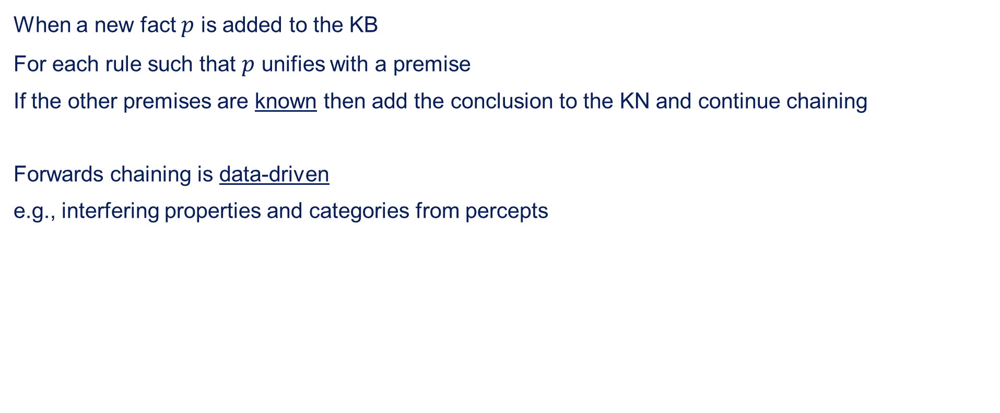 When a new fact p is added to the KB
For each rule such that p unifies with a premise
If the other premises are known then add the conclusion to the KN and continue chaining
Forwards chaining is data-driven
e.g., interfering properties and categories from percepts